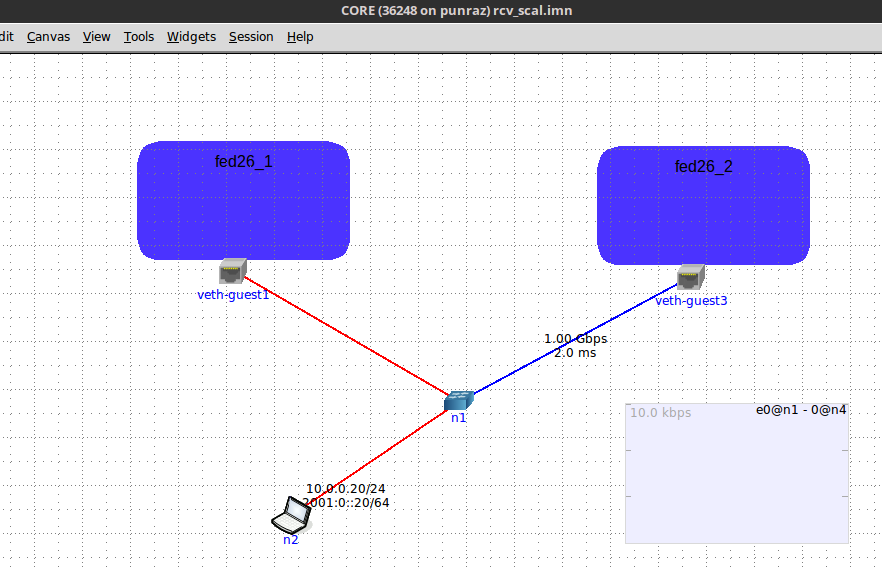 CORE (36248 on punraz) rcv_scal.imn
dit Canvas View Tools Widgets Session Help
fed26_1
fed26_2
veth-guest1
veth-guest3
1.00 Gbps
2.0 ms
n1
10.0 kbps
e0@n1 - 0@n4
10.0.0.20/24
2001:0::20/64
n2